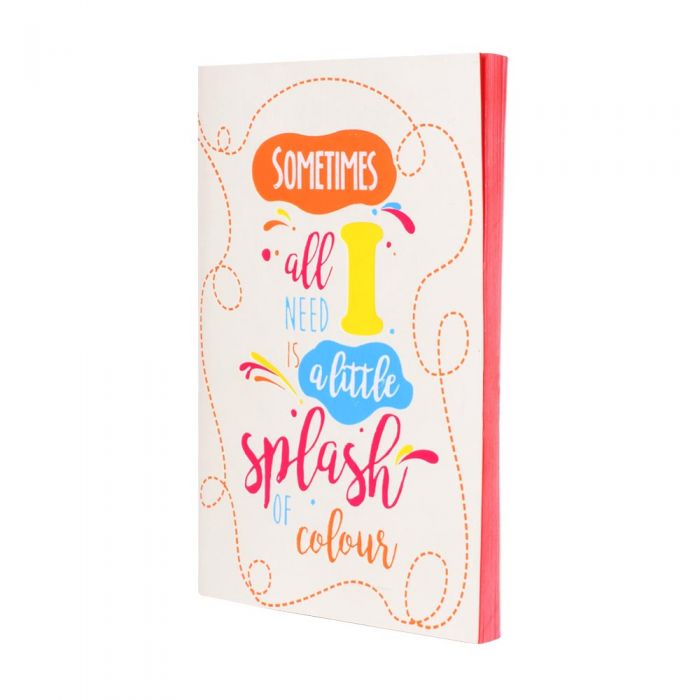 SOMETIMES
all I
NEED
IS a little
splash
OF
colour